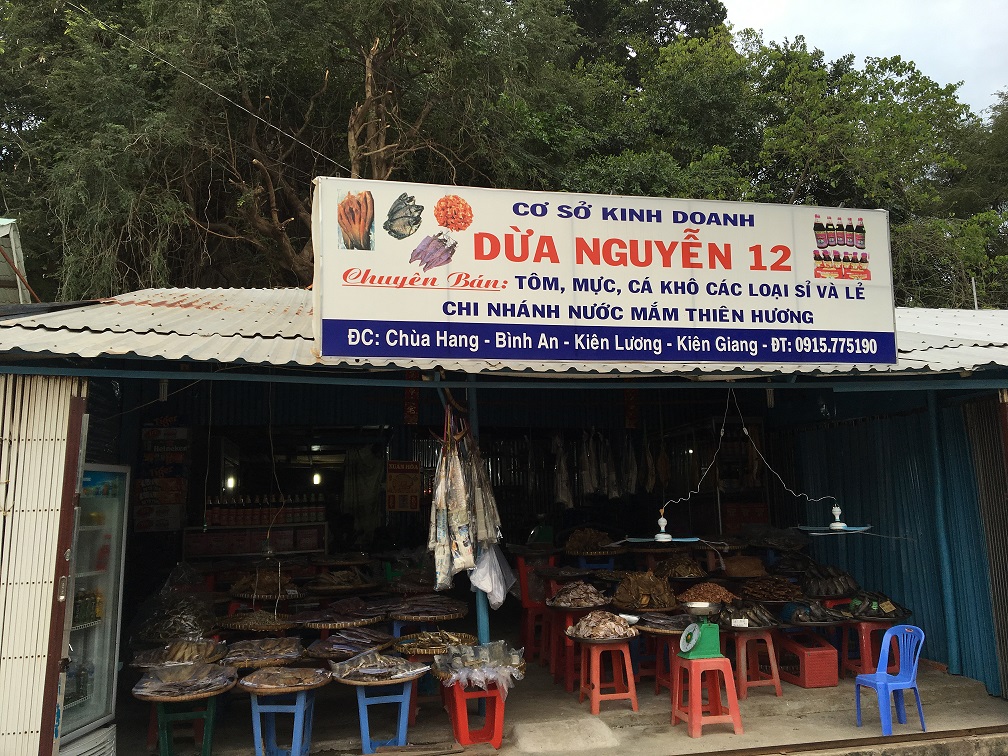 CƠ SỞ KINH DOANH
DỪA NGUYỄN 12
Chuyên Bán: TÔM, MỰC, CÁ KHÔ CÁC LOẠI SỈ VÀ LẺ
CHI NHÁNH NƯỚC MẮM THIÊN HƯƠNG
ĐC: Chùa Hang - Bình An - Kiên Lương - Kiên Giang - ĐT: 0915.775190